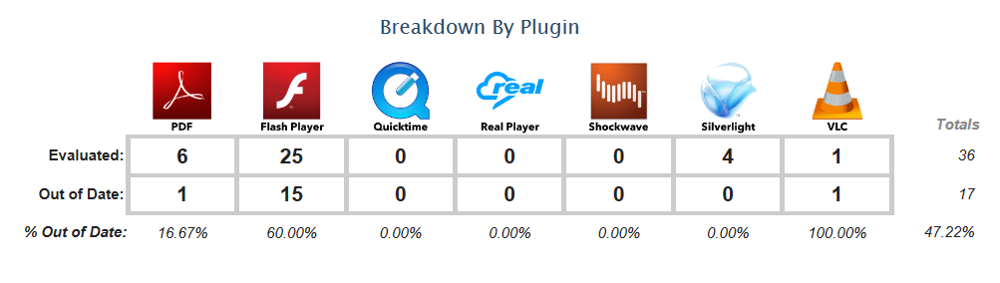 Breakdown By Plugin
real
PDF Flash Player Quicktime Real Player Shockwave Silverlight VLC Totals
Evaluated: 6 25 0 0 0 4 1 36
Out of Date: 1 15 0 0 0 0 1 17
% Out of Date: 16.67% 60.00% 0.00% 0.00% 0.00% 0.00% 100.00% 47.22%